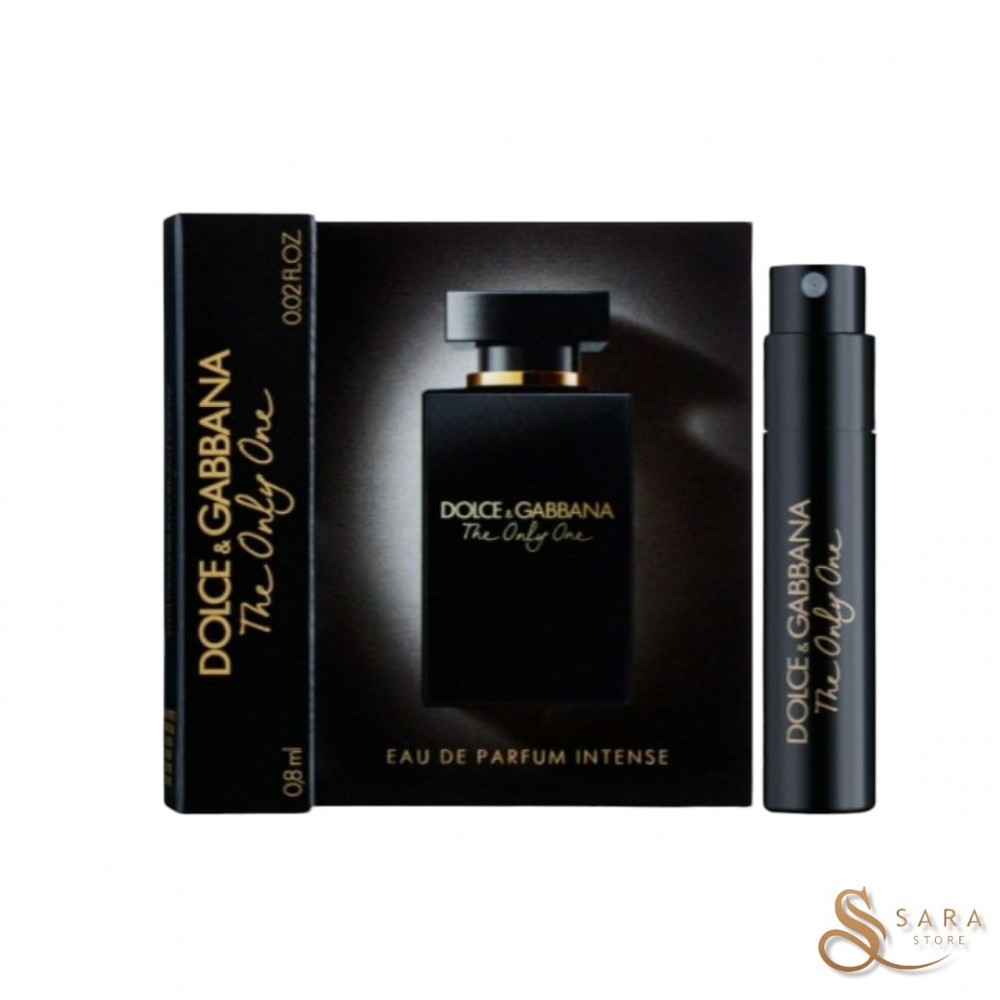 DOLCE & GABBANA
The Only One
0.02 FL.OZ.
0,8 ml
DOLCE & GABBANA
The Only One
EAU DE PARFUM INTENSE
DOLCE & GABBANA
The Only One
SARA
STORE